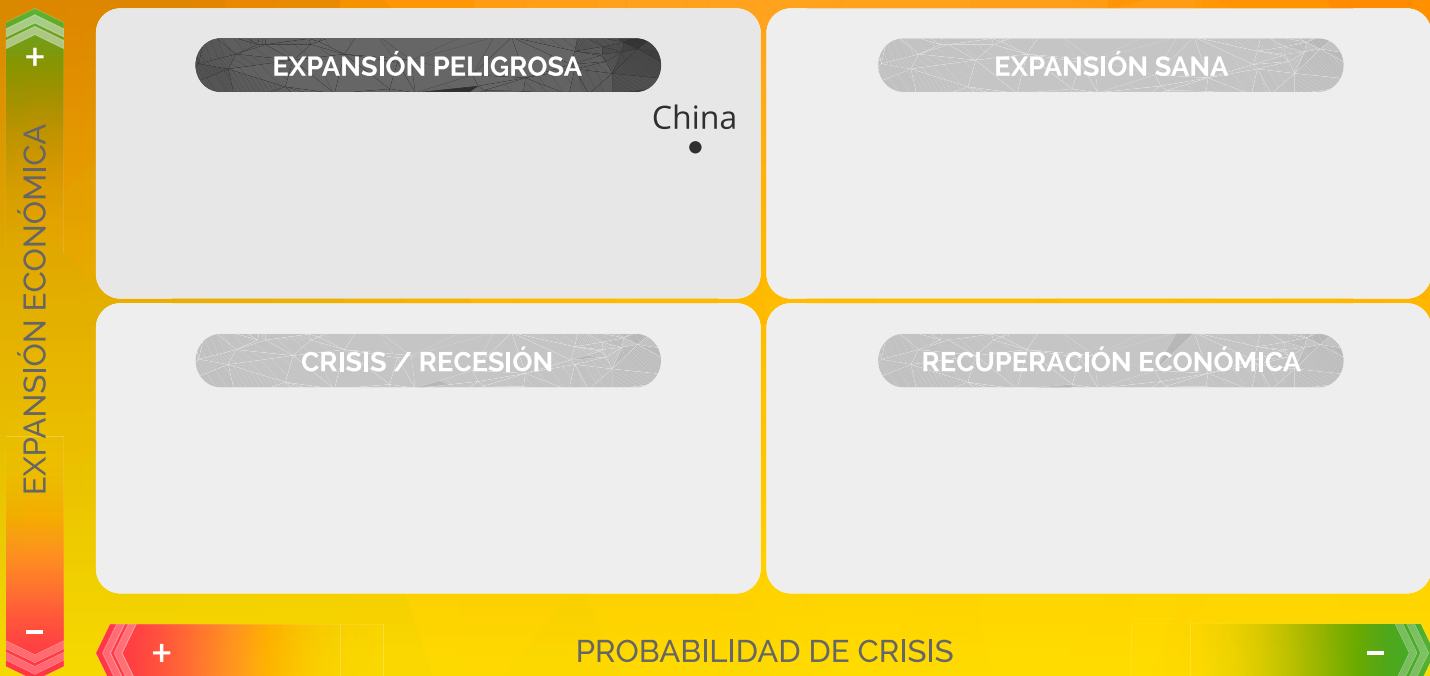 +
EXPANSIÓN ECONÓMICA
−
EXPANSIÓN PELIGROSA
China
EXPANSIÓN SANA
CRISIS / RECESIÓN
RECUPERACIÓN ECONÓMICA
+
PROBABILIDAD DE CRISIS
−